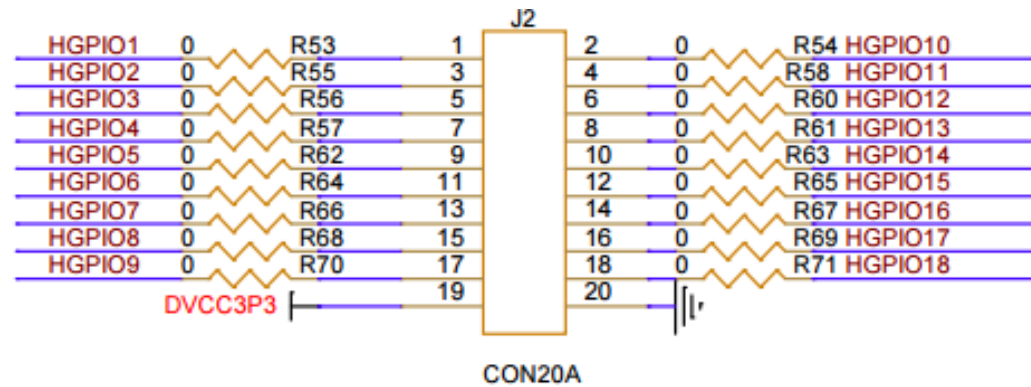 J2
HGPIO1 0 R53 1 2 0 R54 HGPIO10
HGPIO2 0 R55 3 4 0 R58 HGPIO11
HGPIO3 0 R56 5 6 0 R60 HGPIO12
HGPIO4 0 R57 7 8 0 R61 HGPIO13
HGPIO5 0 R62 9 10 0 R63 HGPIO14
HGPIO6 0 R64 11 12 0 R65 HGPIO15
HGPIO7 0 R66 13 14 0 R67 HGPIO16
HGPIO8 0 R68 15 16 0 R69 HGPIO17
HGPIO9 0 R70 17 18 0 R71 HGPIO18
DVCC3P3 19 20
CON20A